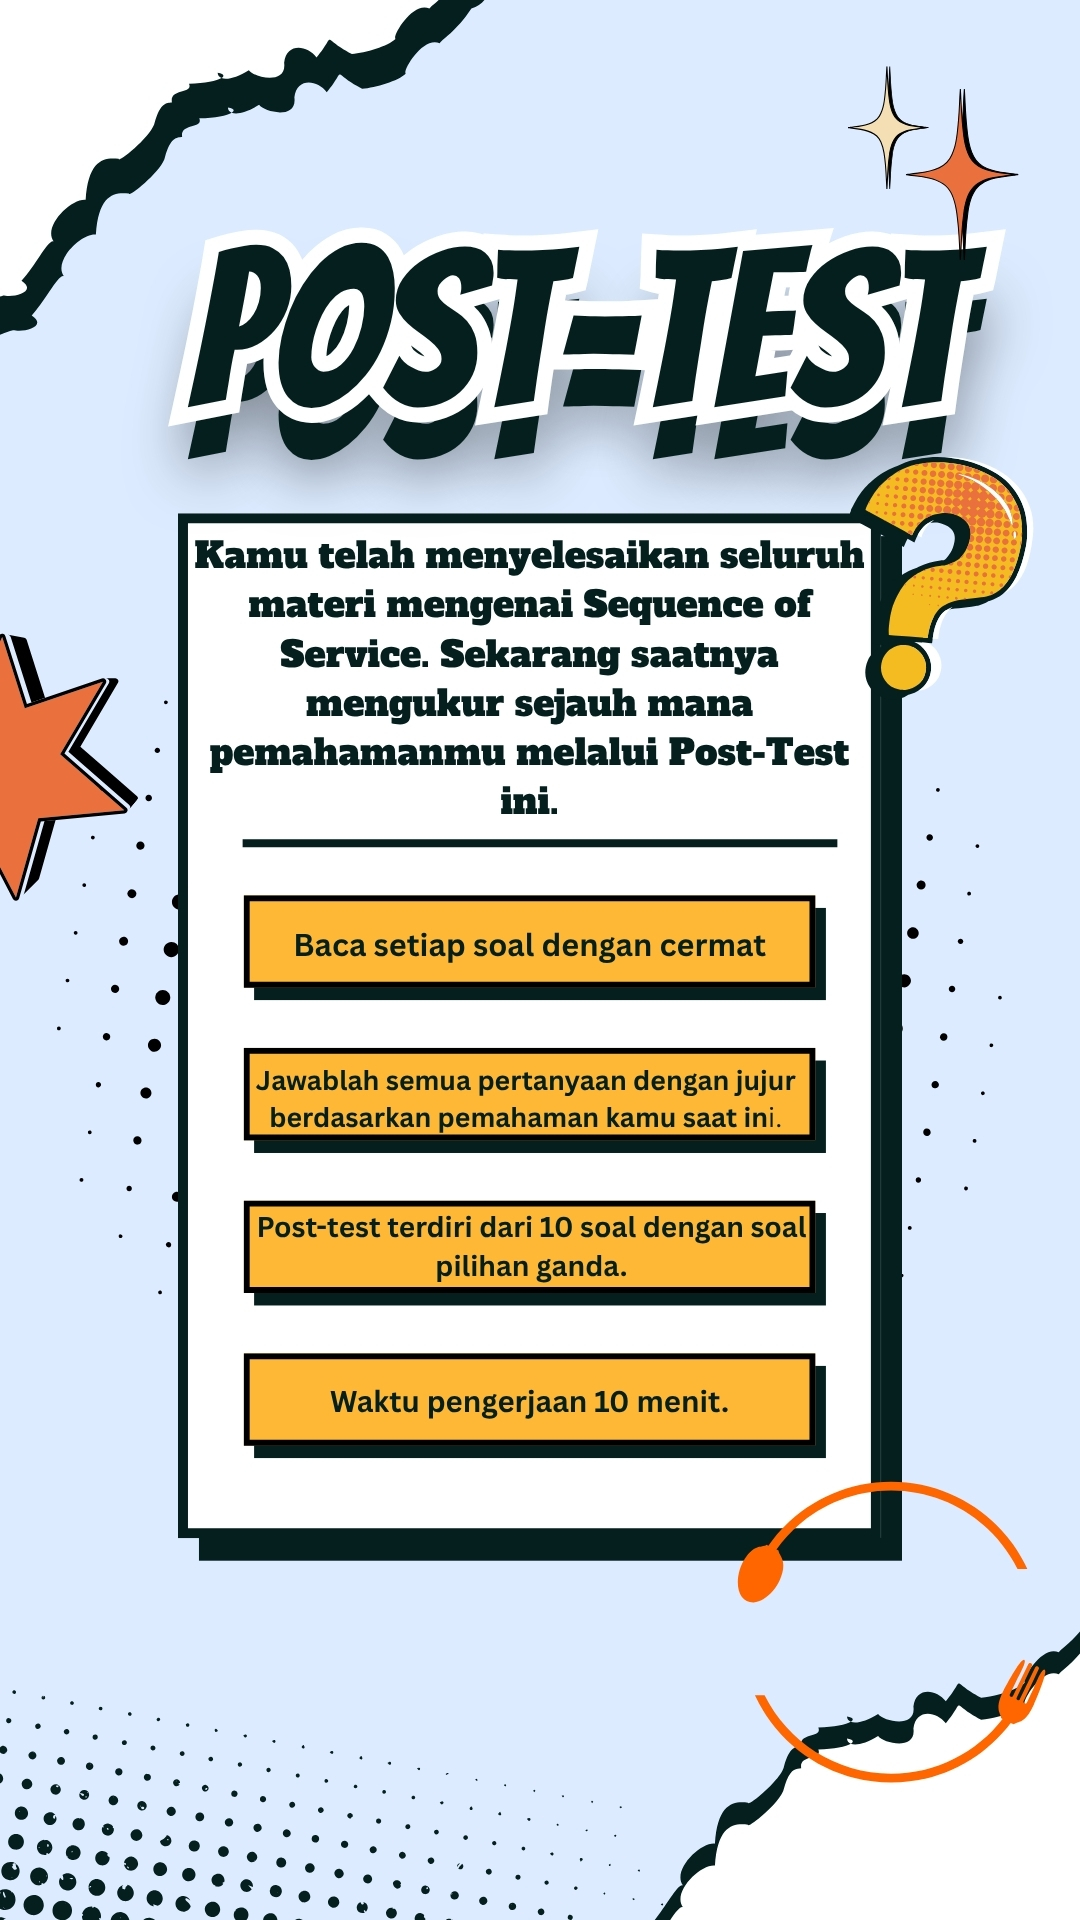 POST-TEST
Kamu telah menyelesaikan seluruh
materi mengenai Sequence of
Service. Sekarang saatnya
mengukur sejauh mana
pemahamanmu melalui Post-Test
ini.
Baca setiap soal dengan cermat
Jawablah semua pertanyaan dengan jujur
berdasarkan pemahaman kamu saat ini.
Post-test terdiri dari 10 soal dengan soal
pilihan ganda.
Waktu pengerjaan 10 menit.